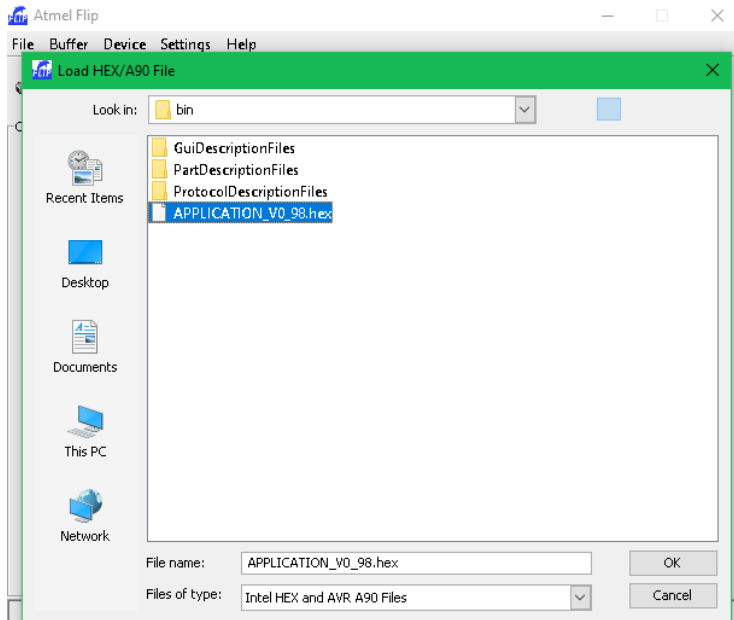 Atmel Flip
File Buffer Device Settings Help
Load HEX/A90 File
Look in: bin
GuiDescriptionFiles
PartDescriptionFiles
ProtocolDescriptionFiles
APPLICATION_V0_98.hex
Recent Items
Desktop
Documents
This PC
Network
File name: APPLICATION_V0_98.hex OK
Files of type: Intel HEX and AVR A90 Files Cancel